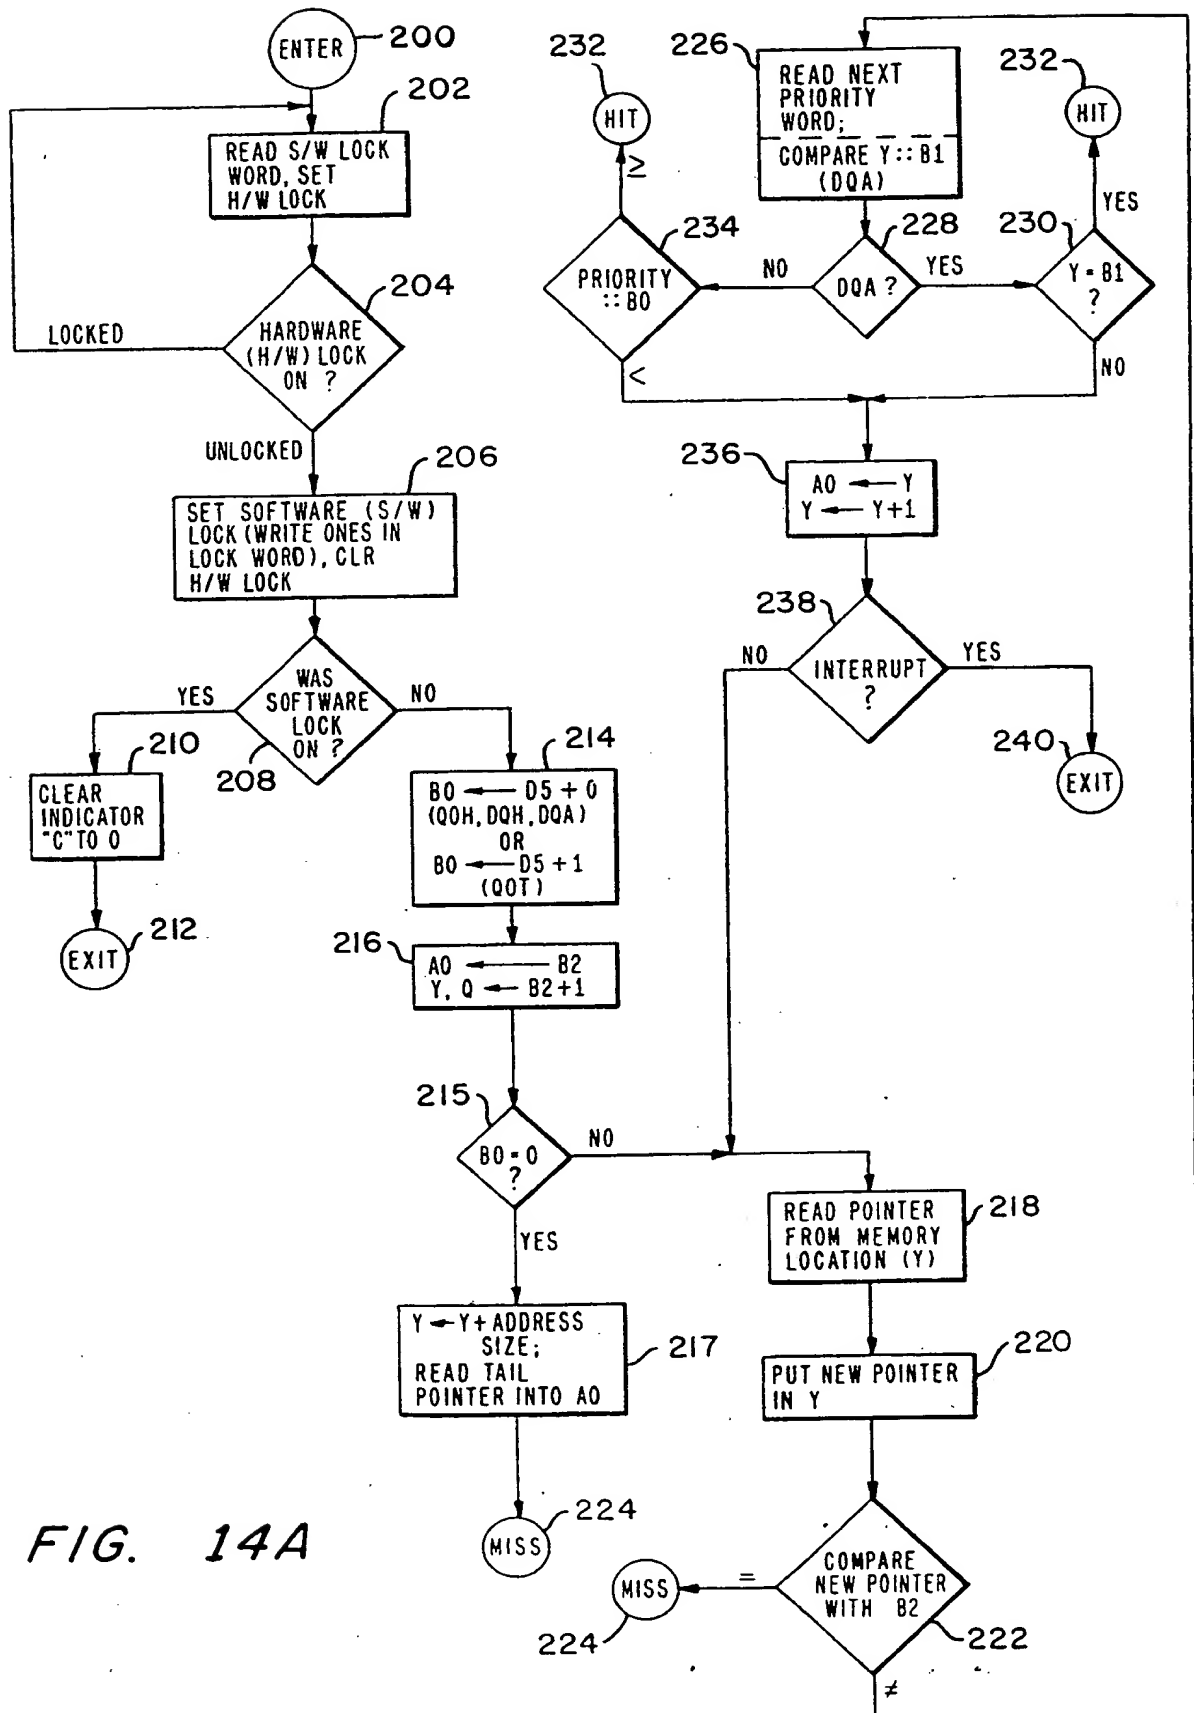 ENTER
200
202
READ S/W LOCK
WORD, SET
H/W LOCK
204
HARDWARE
(H/W) LOCK
ON ?
LOCKED
UNLOCKED
206
SET SOFTWARE (S/W)
LOCK (WRITE ONES IN
LOCK WORD), CLR
H/W LOCK
WAS
SOFTWARE
LOCK
ON ?
208
YES
NO
210
CLEAR
INDICATOR
"C" TO 0
212
EXIT
214
B0 ← D5 + 0
(QOH, DQH, DQA)
OR
B0 ← D5 + 1
(QOT)
216
A0 ← B2
Y, Q ← B2+1
215
B0 = 0
?
NO
YES
Y ← Y + ADDRESS
SIZE;
READ TAIL
POINTER INTO A0
217
224
MISS
226
READ NEXT
PRIORITY
WORD;
COMPARE Y::B1
(DQA)
232
HIT
232
HIT
≥
YES
234
PRIORITY
::B0
<
228
DQA ?
NO
YES
230
Y = B1
?
NO
236
A0 ← Y
Y ← Y+1
238
INTERRUPT
?
NO
YES
240
EXIT
218
READ POINTER
FROM MEMORY
LOCATION (Y)
220
PUT NEW POINTER
IN Y
COMPARE
NEW POINTER
WITH B2
222
=
MISS
224
≠
FIG. 14A